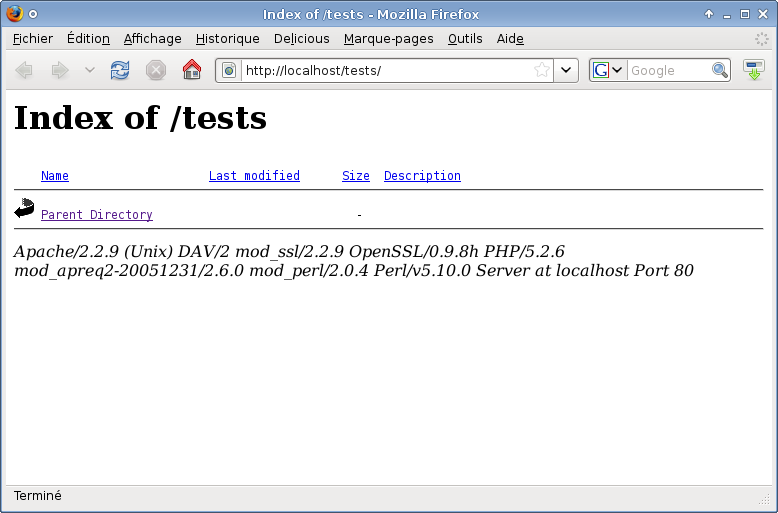 Index of /tests - Mozilla Firefox
Fichier Édition Affichage Historique Delicious Marque-pages Outils Aide
http://localhost/tests/ G Google
Index of /tests
Name Last modified Size Description
Parent Directory -
Apache/2.2.9 (Unix) DAV/2 mod_ssl/2.2.9 OpenSSL/0.9.8h PHP/5.2.6
mod_apreq2-20051231/2.6.0 mod_perl/2.0.4 Perl/v5.10.0 Server at localhost Port 80
Terminé